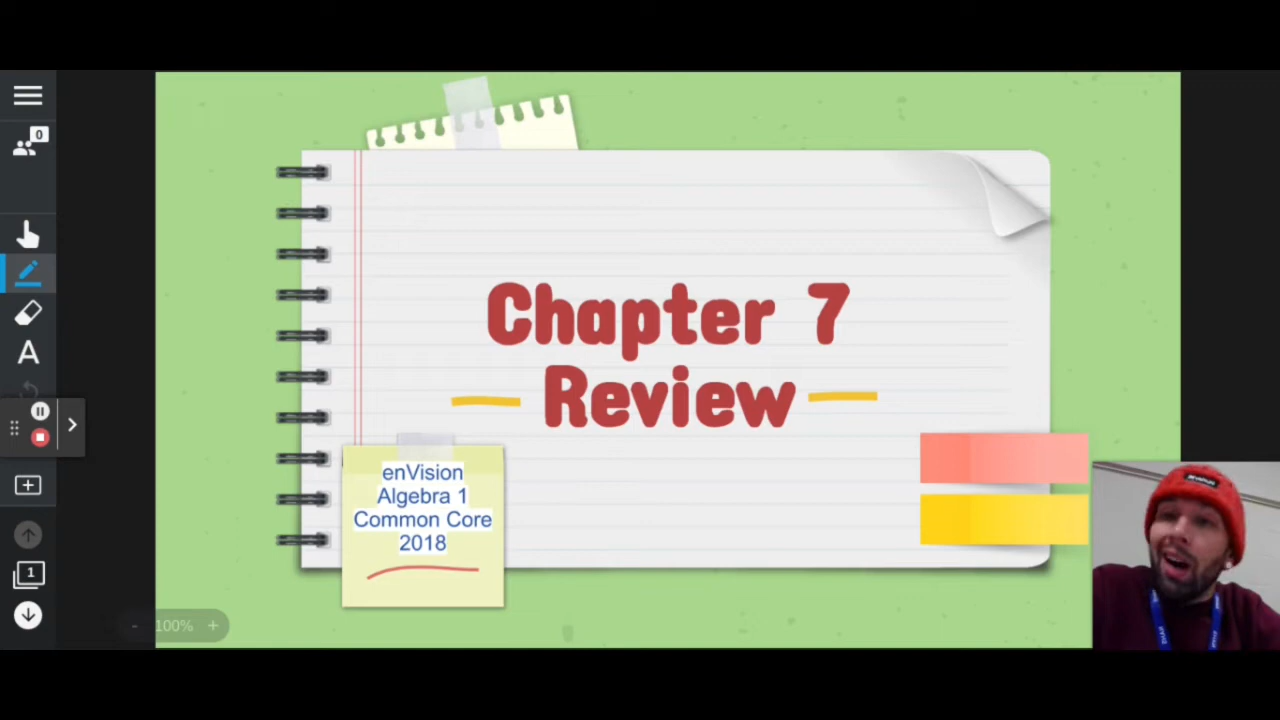 0
Chapter 7
Review
enVision
Algebra 1
Common Core
2018
A
1
- 100% +